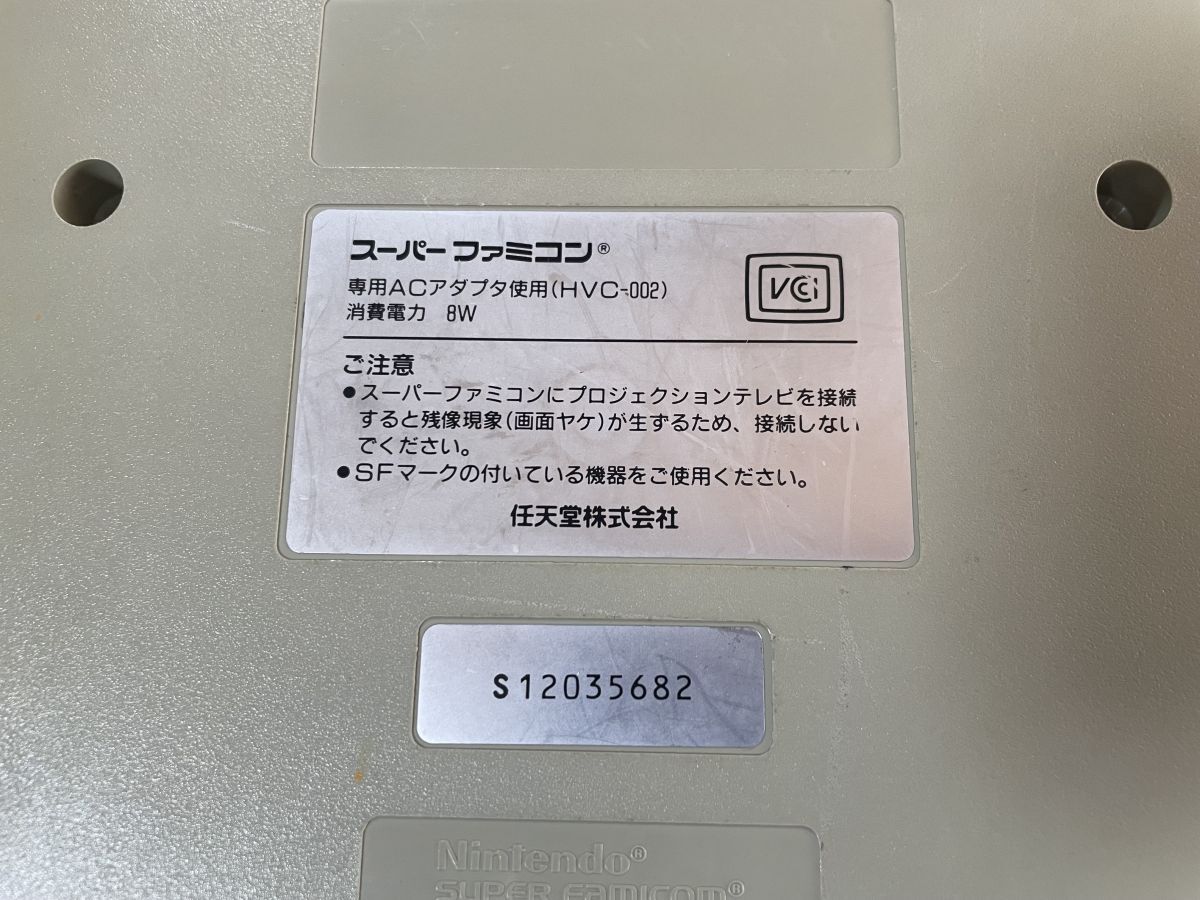 スーパーファミコン®
専用ACアダプタ使用(HVC-002)
消費電力 8W
VCCI
ご注意
●スーパーファミコンにプロジェクションテレビを接続
すると残像現象(画面ヤケ)が生ずるため、接続しない
でください。
●SFマークの付いている機器をご使用ください。
任天堂株式会社
S12035682
Nintendo®
SUPER FAMICOM®